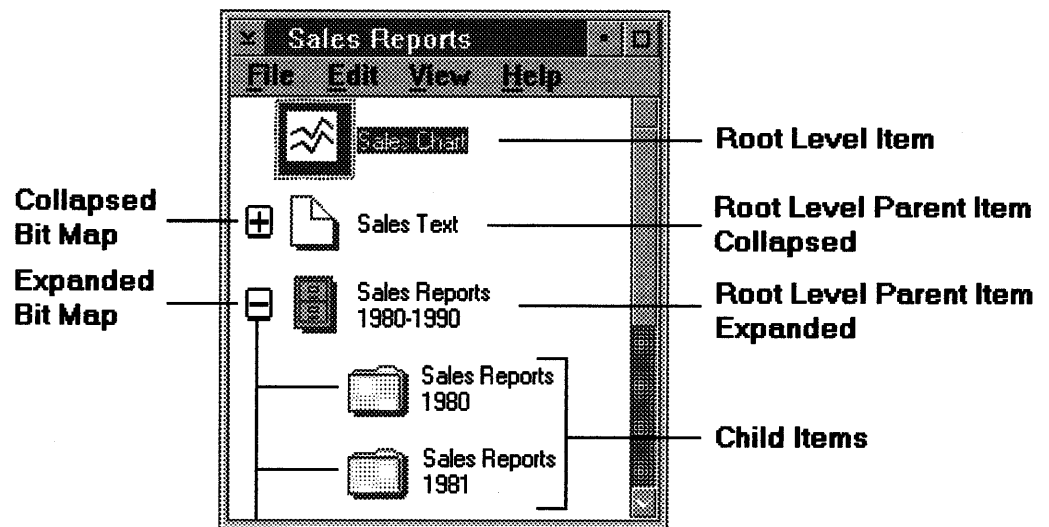 Sales Reports
File Edit View Help
Sales Chart
Root Level Item
Collapsed
Bit Map
Sales Text
Root Level Parent Item
Collapsed
Expanded
Bit Map
Sales Reports
1980-1990
Root Level Parent Item
Expanded
Sales Reports
1980
Child Items
Sales Reports
1981